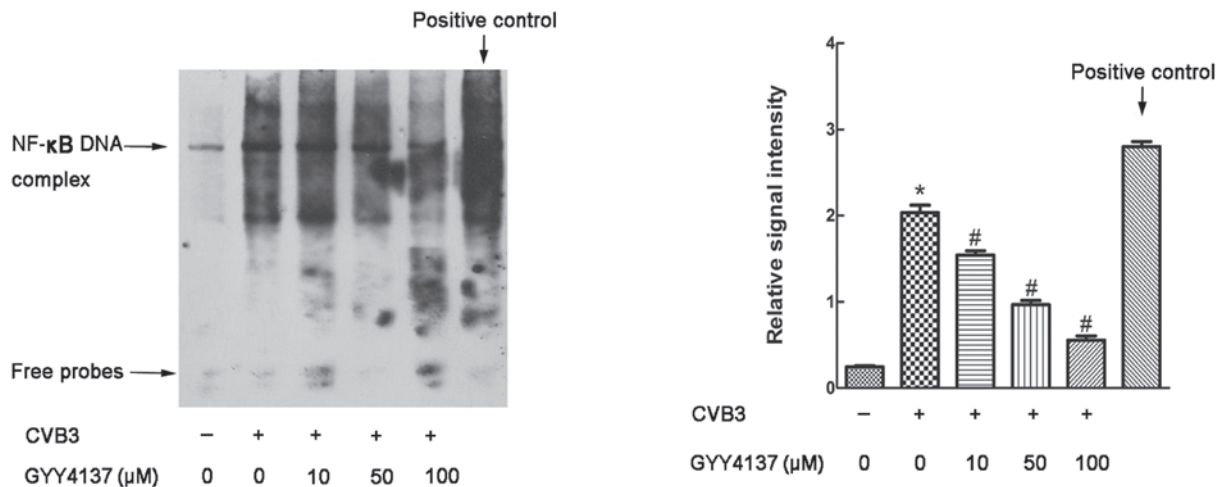 Positive control
NF-κB DNA
complex
Free probes
CVB3 – + + + +
GYY4137 (µM) 0 0 10 50 100
Relative signal intensity
4
3
2
1
0
Positive control
*
#
#
#
CVB3 – + + + +
GYY4137 (µM) 0 0 10 50 100